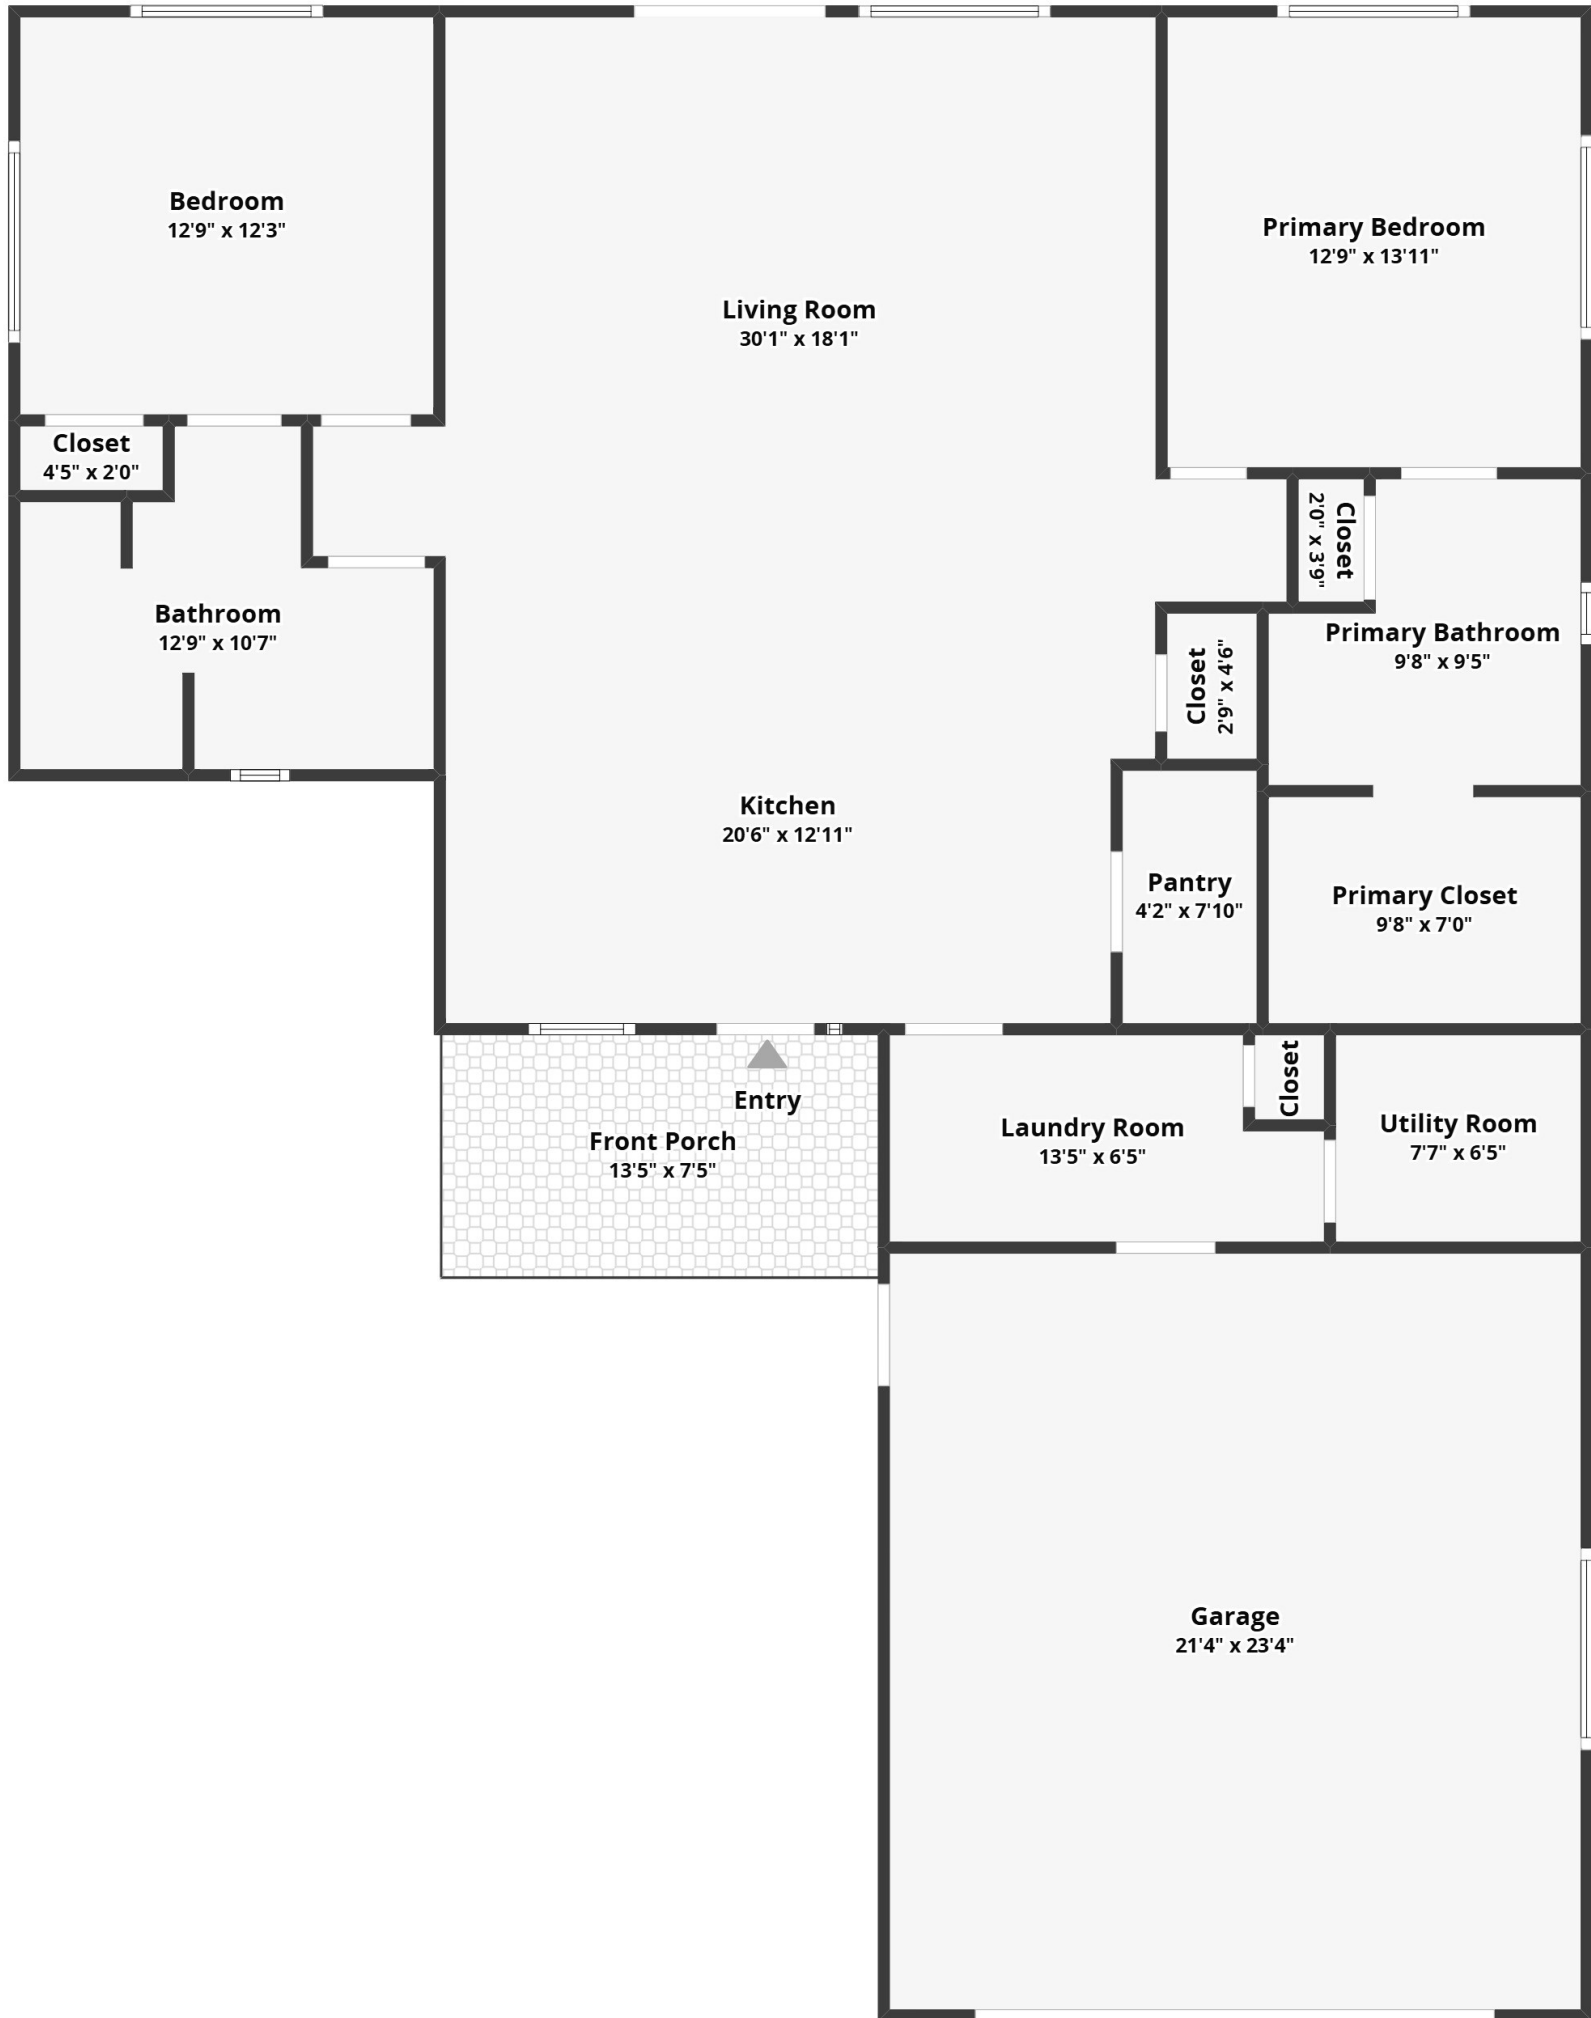 Bedroom
12'9" x 12'3"
Primary Bedroom
12'9" x 13'11"
Living Room
30'1" x 18'1"
Closet
4'5" x 2'0"
Closet
2'0" x 3'9"
Bathroom
12'9" x 10'7"
Primary Bathroom
9'8" x 9'5"
Closet
2'9" x 4'6"
Kitchen
20'6" x 12'11"
Pantry
4'2" x 7'10"
Primary Closet
9'8" x 7'0"
Entry
Front Porch
13'5" x 7'5"
Laundry Room
13'5" x 6'5"
Closet
Utility Room
7'7" x 6'5"
Garage
21'4" x 23'4"